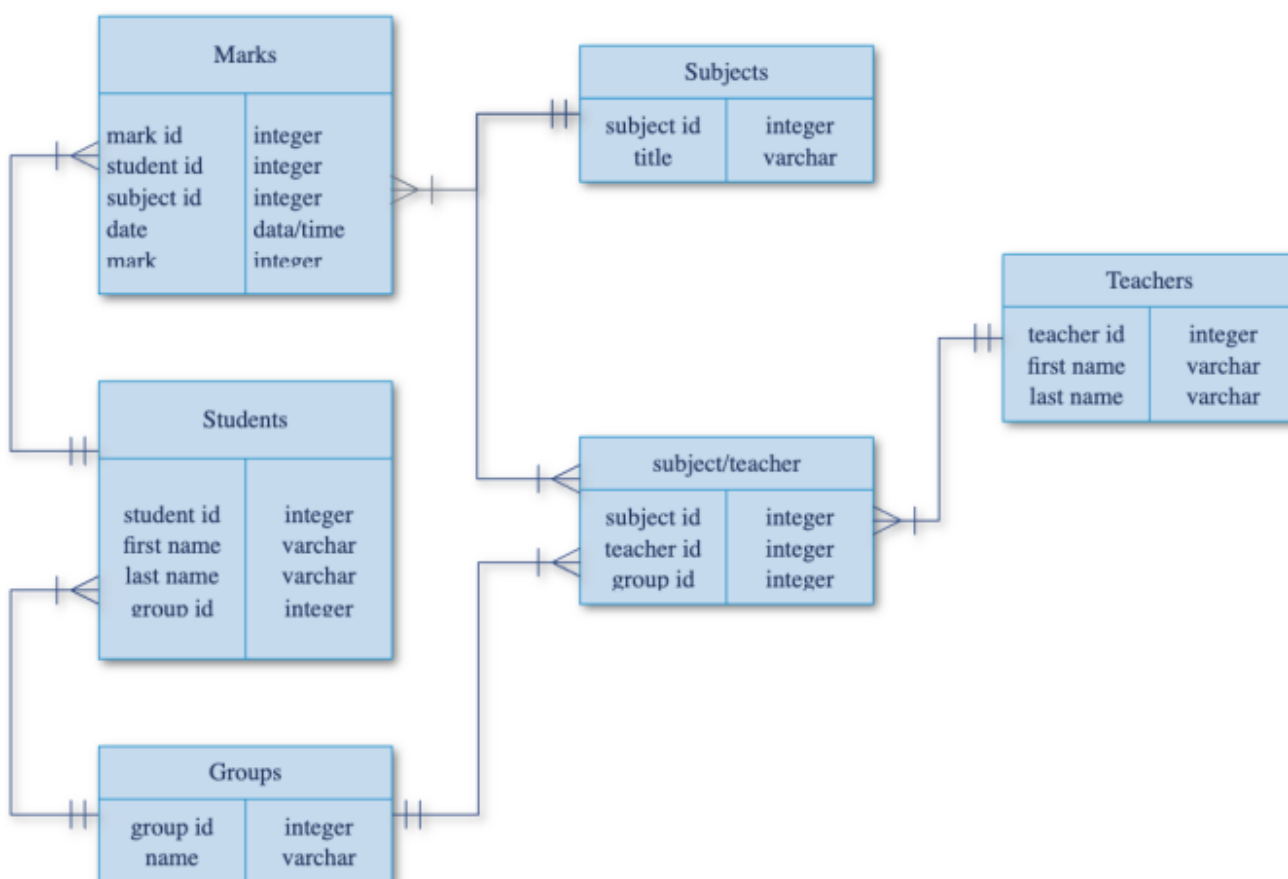 Marks
mark id integer
student id integer
subject id integer
date data/time
mark integer
Subjects
subject id integer
title varchar
Teachers
teacher id integer
first name varchar
last name varchar
Students
student id integer
first name varchar
last name varchar
group id integer
subject/teacher
subject id integer
teacher id integer
group id integer
Groups
group id integer
name varchar